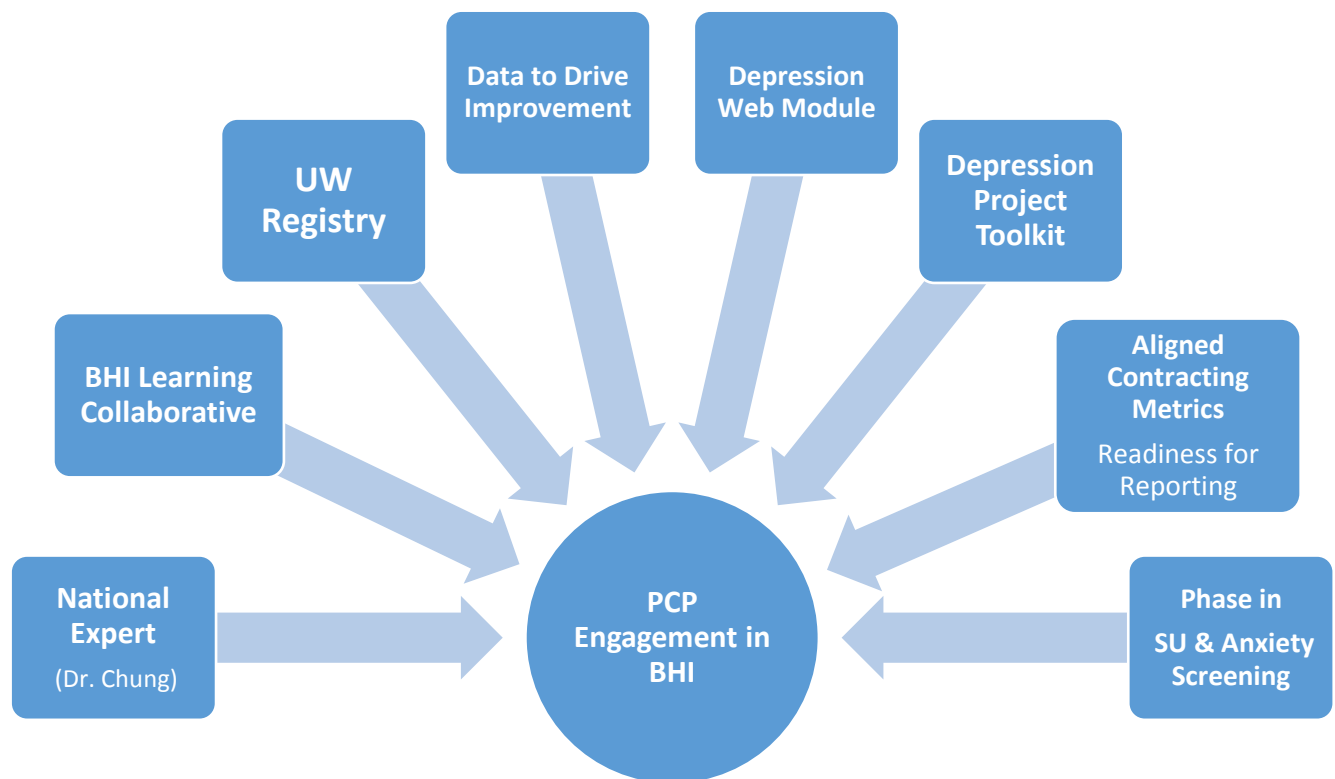 Data to Drive
Improvement
Depression
Web Module
UW
Registry
Depression
Project
Toolkit
BHI Learning
Collaborative
Aligned
Contracting
Metrics
Readiness for
Reporting
National
Expert
(Dr. Chung)
PCP
Engagement in
BHI
Phase in
SU & Anxiety
Screening